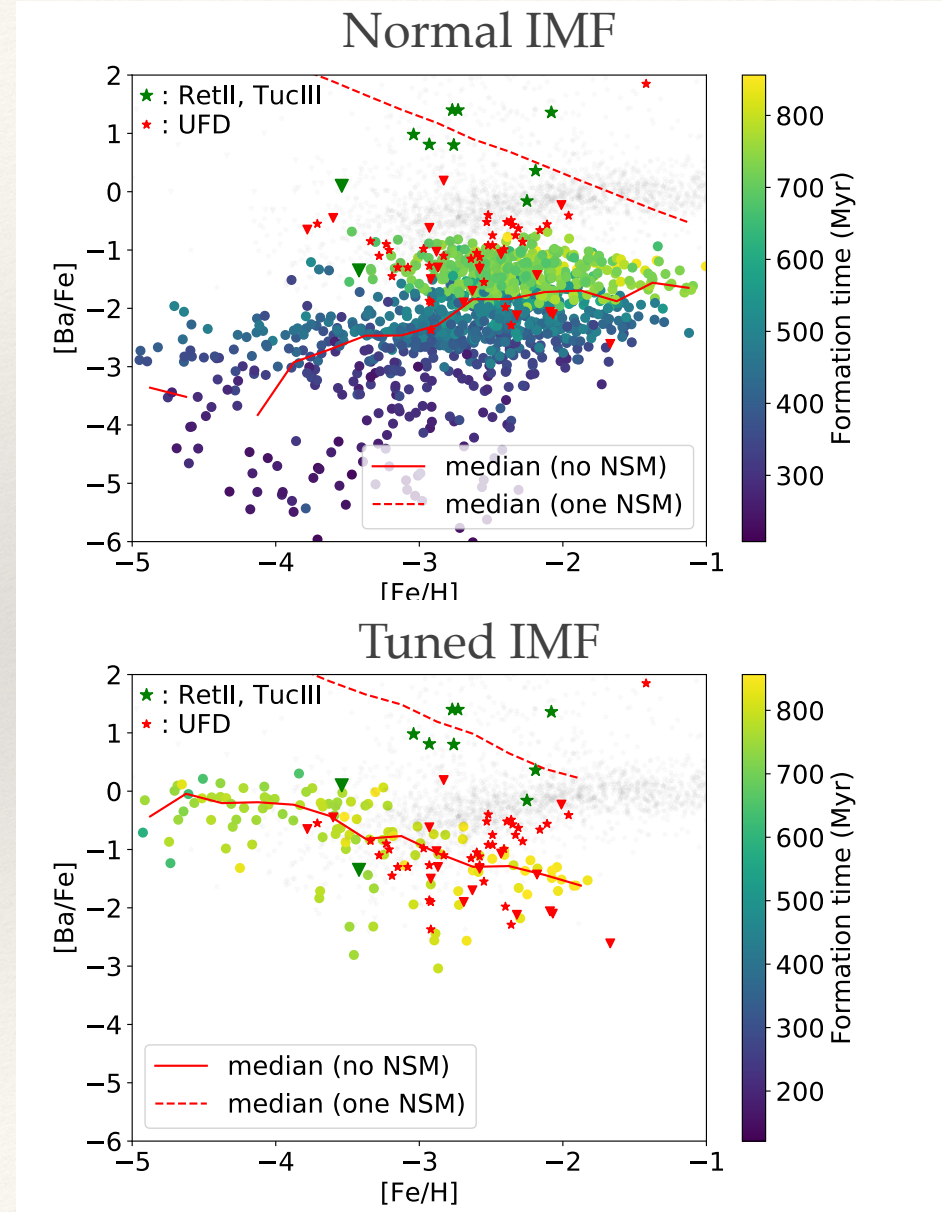 Normal IMF
2
1
0
−1
−2
−3
−4
−5
−6
[Ba/Fe]
★ : RetII, TucIII
★ : UFD
median (no NSM)
median (one NSM)
−5 −4 −3 −2 −1
[Fe/H]
800
700
600
500
400
300
Formation time (Myr)
Tuned IMF
2
1
0
−1
−2
−3
−4
−5
−6
[Ba/Fe]
★ : RetII, TucIII
★ : UFD
median (no NSM)
median (one NSM)
−5 −4 −3 −2 −1
[Fe/H]
800
700
600
500
400
300
200
Formation time (Myr)